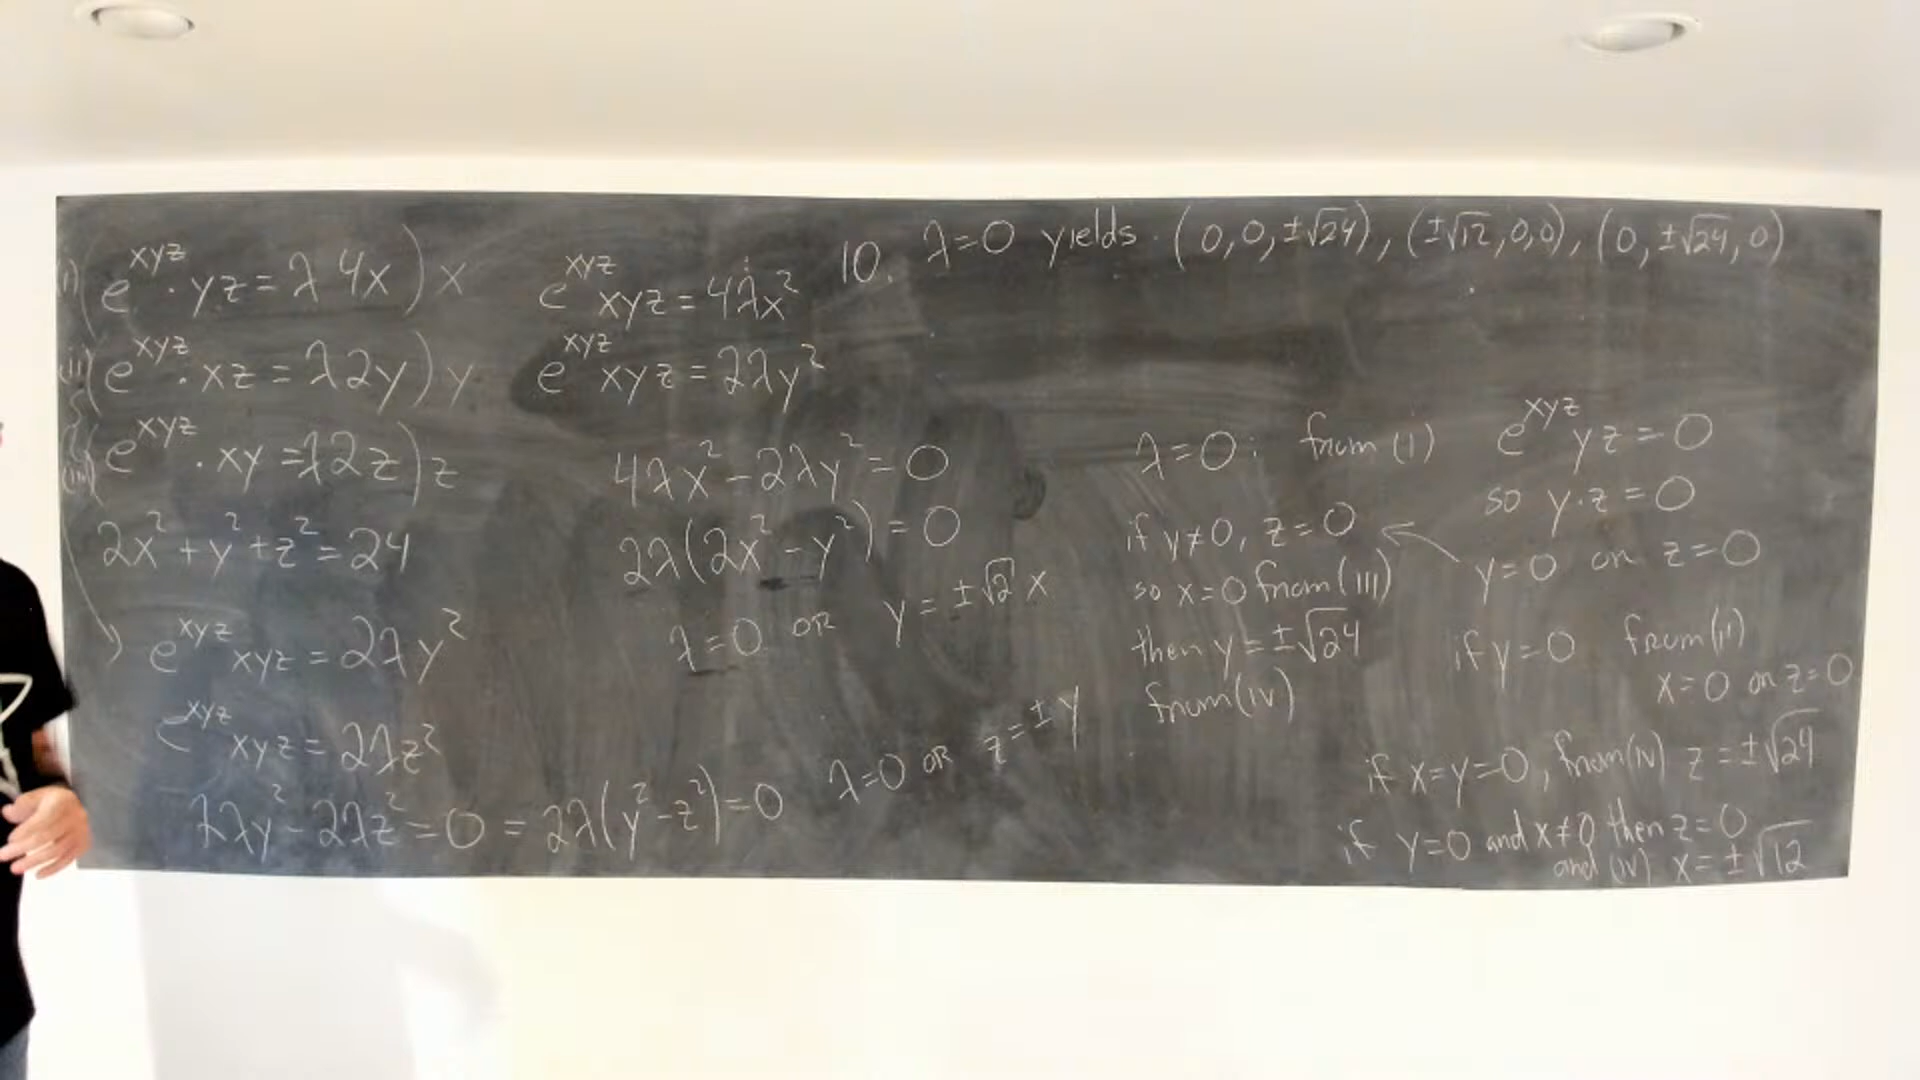 10. λ=0 yields (0,0,±√24), (±√12,0,0), (0,±√24,0)
i) (e^{xyz}·yz = λ4x) x
ii) (e^{xyz}·xz = λ2y) y
iii) (e^{xyz}·xy = λ2z) z
2x²+y²+z²=24
e^{xyz} xyz = 2λy²
e^{xyz} xyz = 2λz²
2λy²-2λz²=0 = 2λ(y²-z²)=0
λ=0 OR z=±y
e^{xyz} xyz = 4λx²
e^{xyz} xyz = 2λy²
4λx²-2λy²=0
2λ(2x²-y²)=0
λ=0 OR y=±√2 x
λ=0: from (i) e^{xyz} yz=0
so y·z=0
y=0 or z=0
if y≠0, z=0
so x=0 from (iii)
then y=±√24
from (iv)
if y=0 from (ii)
x=0 or z=0
if x=y=0, from (iv) z=±√24
if y=0 and x≠0 then z=0
and (iv) x=±√12